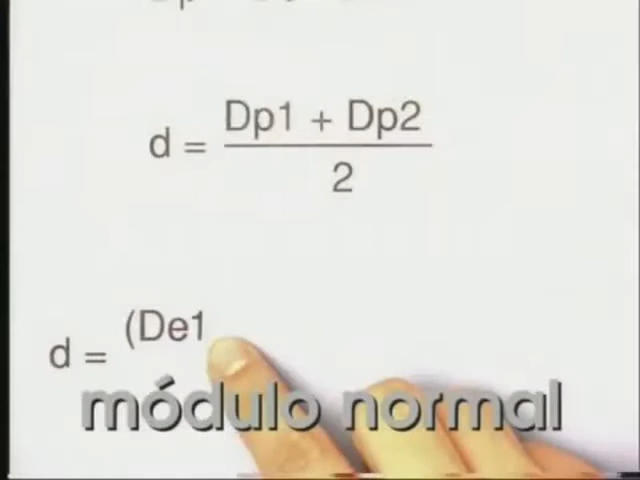 d = Dp1 + Dp2
2
d = (De1
módulo normal